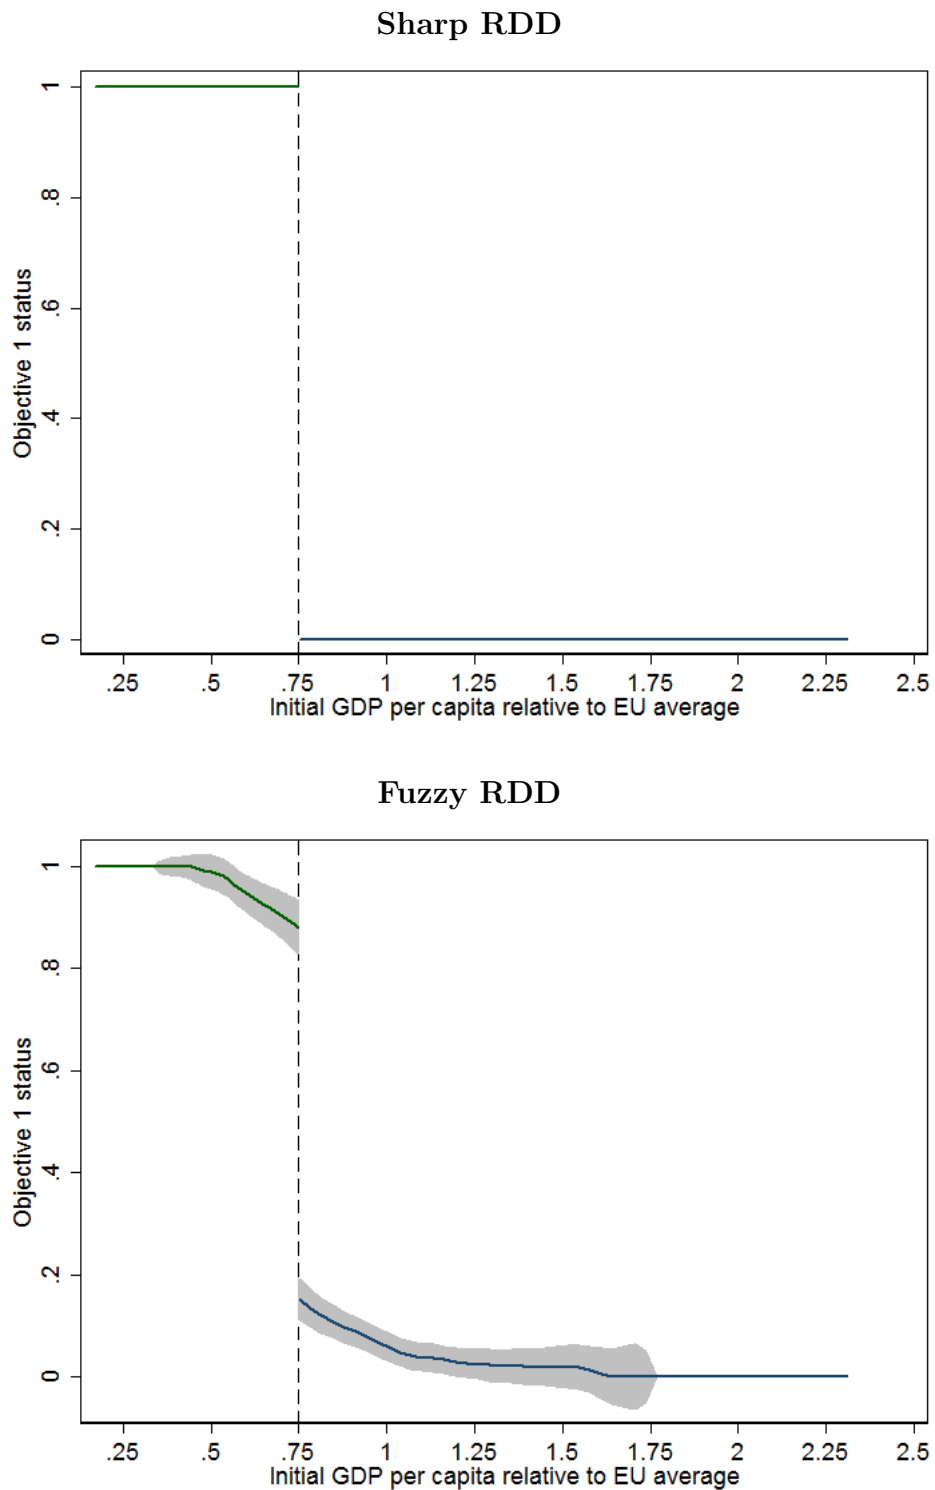 Sharp RDD
1
.8
.6
.4
.2
0
Objective 1 status
.25 .5 .75 1 1.25 1.5 1.75 2 2.25 2.5
Initial GDP per capita relative to EU average
Fuzzy RDD
1
.8
.6
.4
.2
0
Objective 1 status
.25 .5 .75 1 1.25 1.5 1.75 2 2.25 2.5
Initial GDP per capita relative to EU average